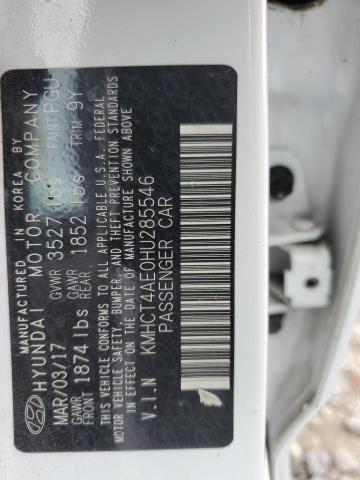 MANUFACTURED IN KOREA BY
HYUNDAI MOTOR COMPANY
MAR/03/17 GVWR 3527 lbs PAINT PGU
GAWR FRONT 1874 lbs GAWR REAR 1852 lbs TRIM 9Y
THIS VEHICLE CONFORMS TO ALL APPLICABLE U.S.A. FEDERAL
MOTOR VEHICLE SAFETY, BUMPER, AND THEFT PREVENTION STANDARDS
IN EFFECT ON THE DATE OF MANUFACTURE SHOWN ABOVE
V.I.N KMHCT4AE0HU285546
PASSENGER CAR